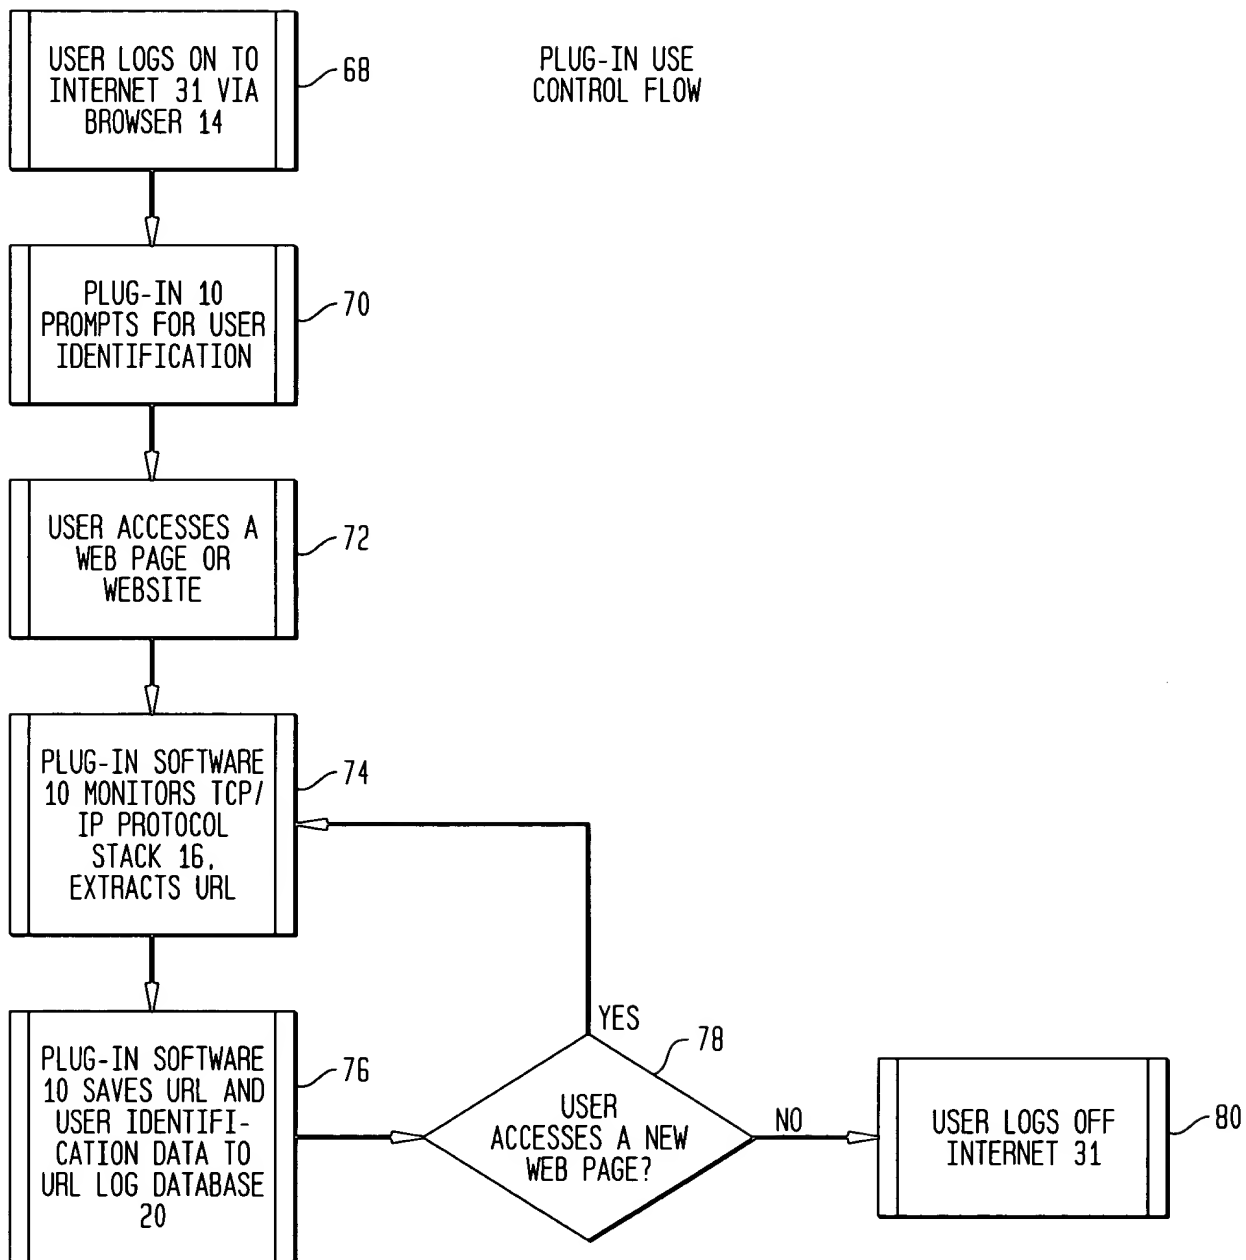 USER LOGS ON TO
INTERNET 31 VIA
BROWSER 14
68
PLUG-IN USE
CONTROL FLOW
PLUG-IN 10
PROMPTS FOR USER
IDENTIFICATION
70
USER ACCESSES A
WEB PAGE OR
WEBSITE
72
PLUG-IN SOFTWARE
10 MONITORS TCP/
IP PROTOCOL
STACK 16,
EXTRACTS URL
74
PLUG-IN SOFTWARE
10 SAVES URL AND
USER IDENTIFI-
CATION DATA TO
URL LOG DATABASE
20
76
YES
78
USER
ACCESSES A NEW
WEB PAGE?
NO
USER LOGS OFF
INTERNET 31
80